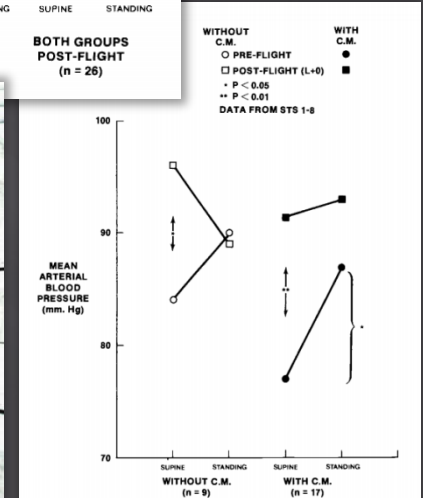 NG SUPINE STANDING
BOTH GROUPS
POST-FLIGHT
(n = 26)
WITHOUT
C.M.
WITH
C.M.
PRE-FLIGHT
POST-FLIGHT (L+0)
• P < 0.05
•• P < 0.01
DATA FROM STS 1-8
100
90
80
70
MEAN
ARTERIAL
BLOOD
PRESSURE
(mm. Hg)
•
••
•
SUPINE STANDING SUPINE STANDING
WITHOUT C.M. WITH C.M.
(n = 9) (n = 17)